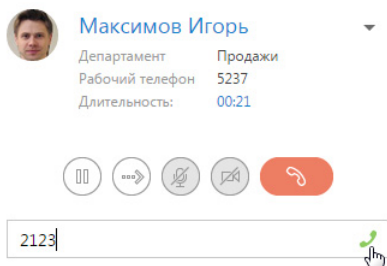 Максимов Игорь
Департамент Продажи
Рабочий телефон 5237
Длительность: 00:21
2123